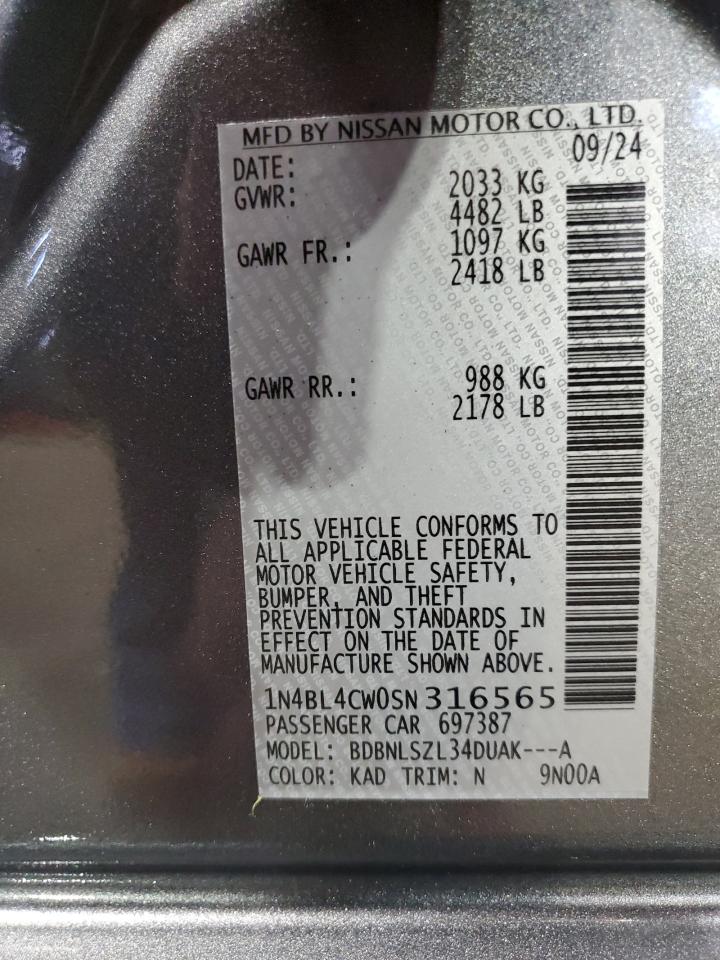 MFD BY NISSAN MOTOR CO., LTD.
DATE: 09/24
GVWR: 2033 KG
4482 LB
GAWR FR.: 1097 KG
2418 LB
GAWR RR.: 988 KG
2178 LB
THIS VEHICLE CONFORMS TO
ALL APPLICABLE FEDERAL
MOTOR VEHICLE SAFETY,
BUMPER, AND THEFT
PREVENTION STANDARDS IN
EFFECT ON THE DATE OF
MANUFACTURE SHOWN ABOVE.
1N4BL4CW0SN316565
PASSENGER CAR 697387
MODEL: BDBNLSZL34DUAK---A
COLOR: KAD TRIM: N 9N00A